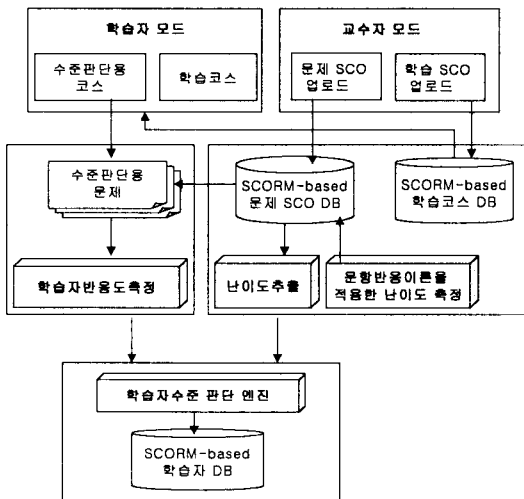 학습자 모드
수준판단용
코스
학습코스
교수자 모드
문제 SCO
업로드
학습 SCO
업로드
수준판단용
문제
학습자반응도측정
SCORM-based
문제 SCO DB
SCORM-based
학습코스 DB
난이도추출
문항반응이론을
적용한 난이도 측정
학습자수준 판단 엔진
SCORM-based
학습자 DB